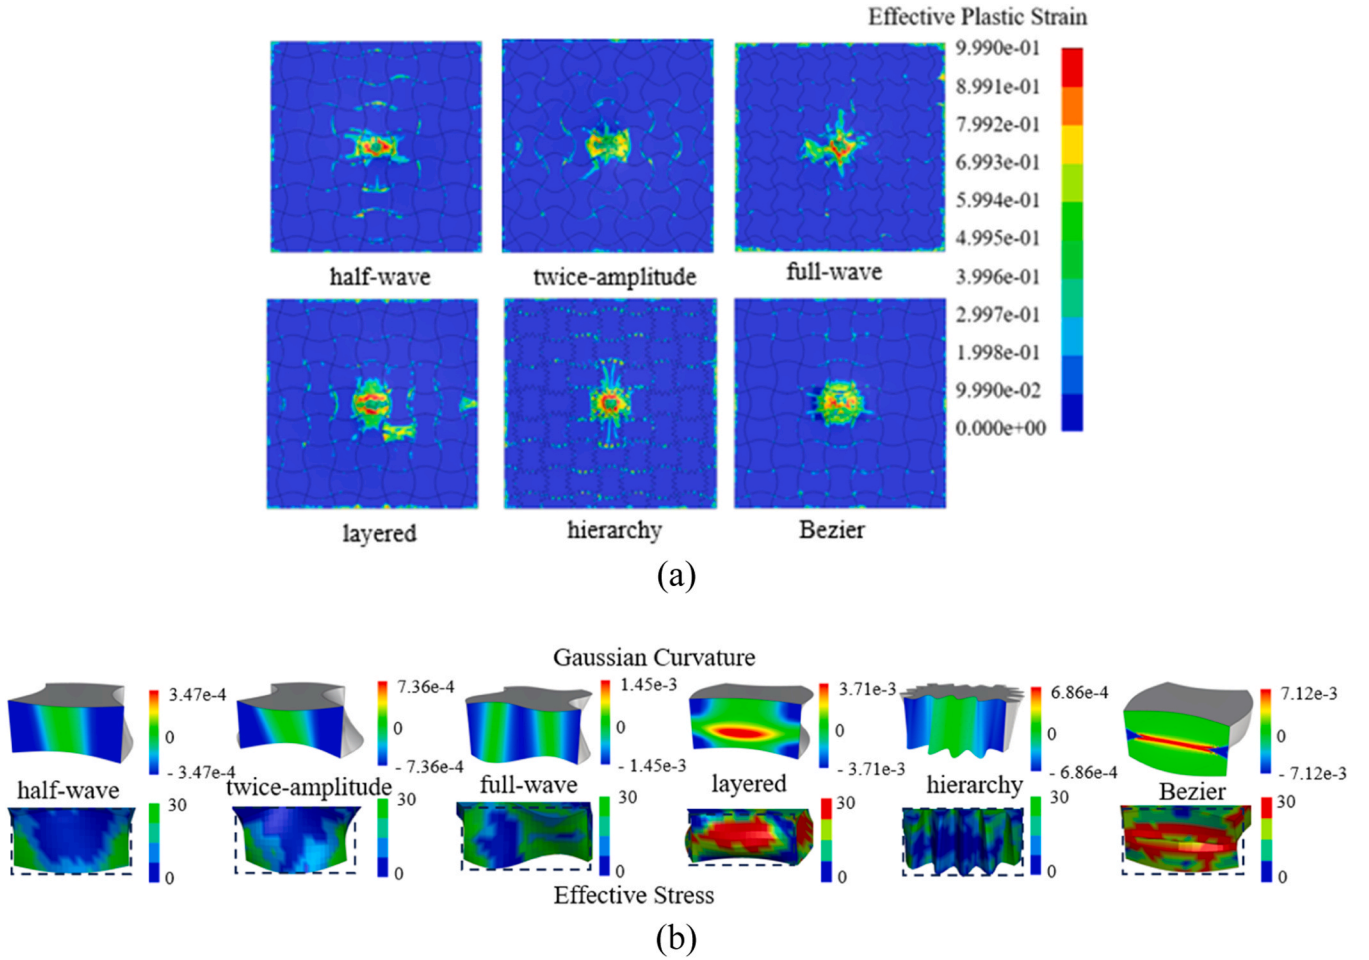 Effective Plastic Strain
9.990e-01
8.991e-01
7.992e-01
6.993e-01
5.994e-01
4.995e-01
3.996e-01
2.997e-01
1.998e-01
9.990e-02
0.000e+00
half-wave twice-amplitude full-wave
layered hierarchy Bezier
(a)
Gaussian Curvature
3.47e-4 7.36e-4 1.45e-3 3.71e-3 6.86e-4 7.12e-3
0 0 0 0 0 0
- 3.47e-4 - 7.36e-4 - 1.45e-3 - 3.71e-3 - 6.86e-4 - 7.12e-3
half-wave twice-amplitude full-wave layered hierarchy Bezier
30 30 30 30 30 30
0 0 0 0 0 0
Effective Stress
(b)